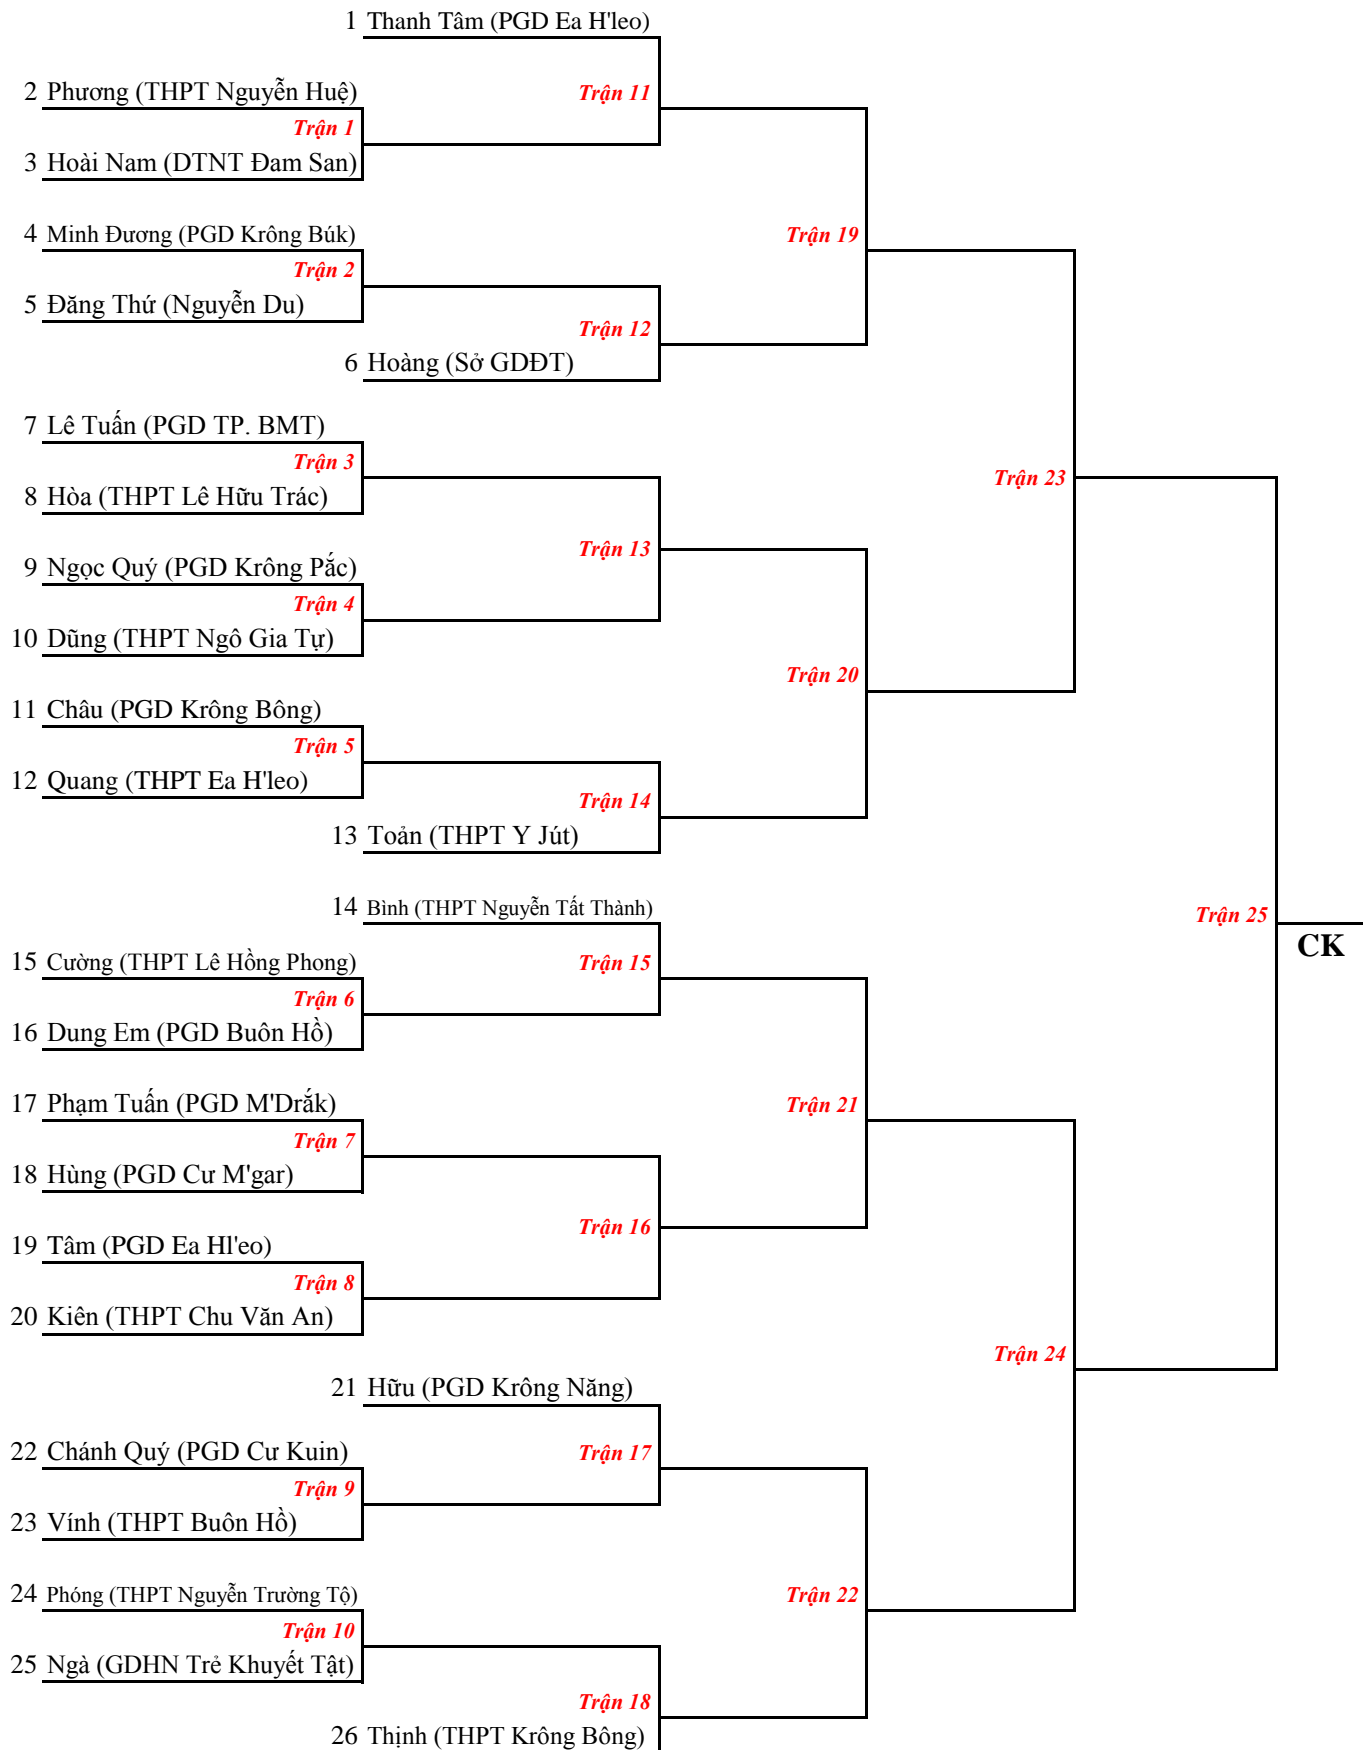 1 Thanh Tâm (PGD Ea H'leo)
2 Phương (THPT Nguyễn Huệ)
Trận 11
Trận 1
3 Hoài Nam (DTNT Đam San)
4 Minh Đương (PGD Krông Búk)
Trận 19
Trận 2
5 Đăng Thứ (Nguyễn Du)
Trận 12
6 Hoàng (Sở GDĐT)
7 Lê Tuấn (PGD TP. BMT)
Trận 3
Trận 23
8 Hòa (THPT Lê Hữu Trác)
Trận 13
9 Ngọc Quý (PGD Krông Pắc)
Trận 4
10 Dũng (THPT Ngô Gia Tự)
Trận 20
11 Châu (PGD Krông Bông)
Trận 5
12 Quang (THPT Ea H'leo)
Trận 14
13 Toản (THPT Y Jút)
14 Bình (THPT Nguyễn Tất Thành)
Trận 25
CK
15 Cường (THPT Lê Hồng Phong)
Trận 15
Trận 6
16 Dung Em (PGD Buôn Hồ)
17 Phạm Tuấn (PGD M'Drắk)
Trận 21
Trận 7
18 Hùng (PGD Cư M'gar)
Trận 16
19 Tâm (PGD Ea Hl'eo)
Trận 8
20 Kiên (THPT Chu Văn An)
Trận 24
21 Hữu (PGD Krông Năng)
22 Chánh Quý (PGD Cư Kuin)
Trận 17
Trận 9
23 Vính (THPT Buôn Hồ)
24 Phóng (THPT Nguyễn Trường Tộ)
Trận 22
Trận 10
25 Ngà (GDHN Trẻ Khuyết Tật)
Trận 18
26 Thịnh (THPT Krông Bông)